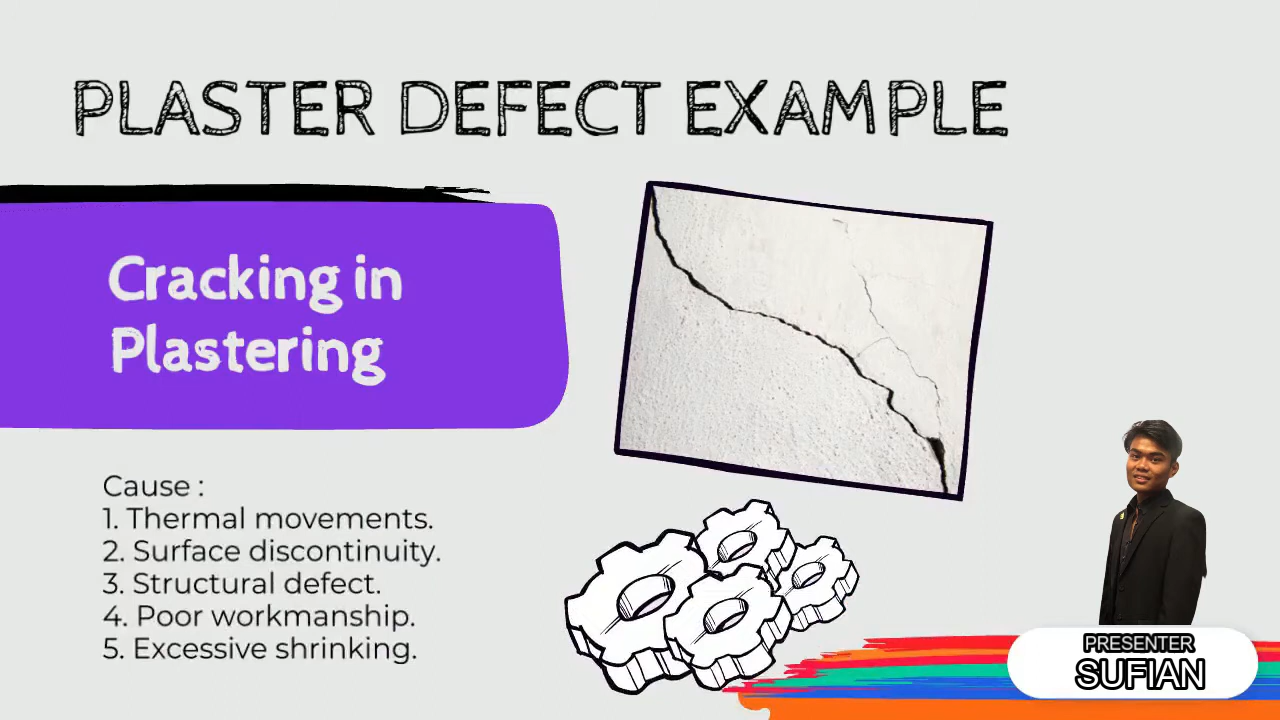 PLASTER DEFECT EXAMPLE
Cracking in
Plastering
Cause :
1. Thermal movements.
2. Surface discontinuity.
3. Structural defect.
4. Poor workmanship.
5. Excessive shrinking.
PRESENTER
SUFIAN